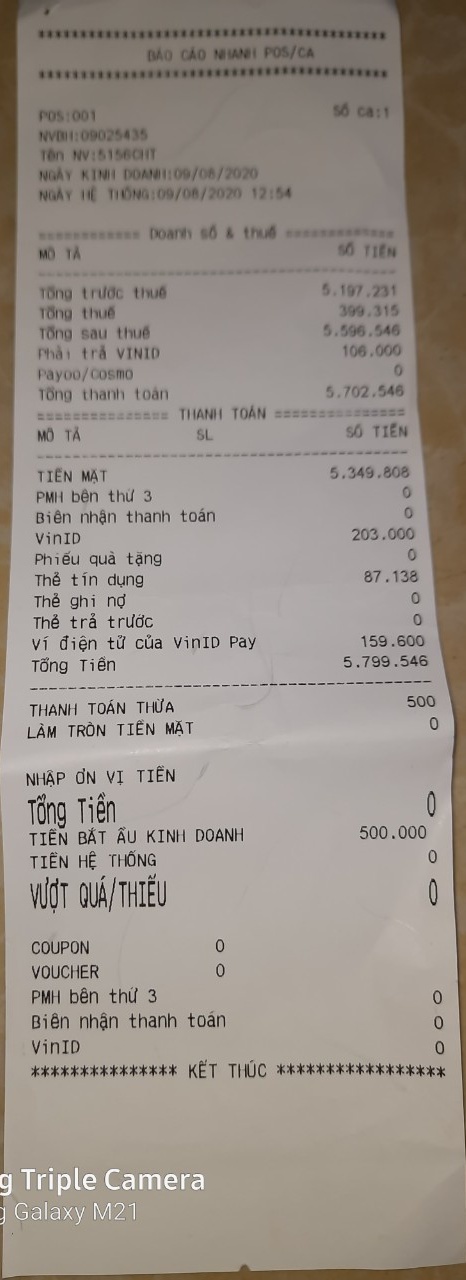 ************************************
BÁO CÁO NHANH POS/CA
************************************
POS:001 Số ca:1
NVBH:09025435
Tên NV:5156CHT
NGÀY KINH DOANH:09/08/2020
NGÀY HỆ THỐNG:09/08/2020 12:54
============ Doanh số & thuế ============
MÔ TẢ SỐ TIỀN
Tổng trước thuế 5.197.231
Tổng thuế 399.315
Tổng sau thuế 5.596.546
Phải trả VINID 106.000
Payoo/Cosmo 0
Tổng thanh toán 5.702.546
=============== THANH TOÁN ===============
MÔ TẢ SL SỐ TIỀN
TIỀN MẶT 5.349.808
PMH bên thứ 3 0
Biên nhận thanh toán 0
VinID 203.000
Phiếu quà tặng 0
Thẻ tín dụng 87.138
Thẻ ghi nợ 0
Thẻ trả trước 0
Ví điện tử của VinID Pay 159.600
Tổng Tiền 5.799.546
THANH TOÁN THỪA 500
LÀM TRÒN TIỀN MẶT 0
NHẬP ƠN VỊ TIỀN
Tổng Tiền 0
TIỀN BẮT ẦU KINH DOANH 500.000
TIỀN HỆ THỐNG 0
VƯỢT QUÁ/THIẾU 0
COUPON 0
VOUCHER 0
PMH bên thứ 3 0
Biên nhận thanh toán 0
VinID 0
*************** KẾT THÚC *****************
g Triple Camera
g Galaxy M21